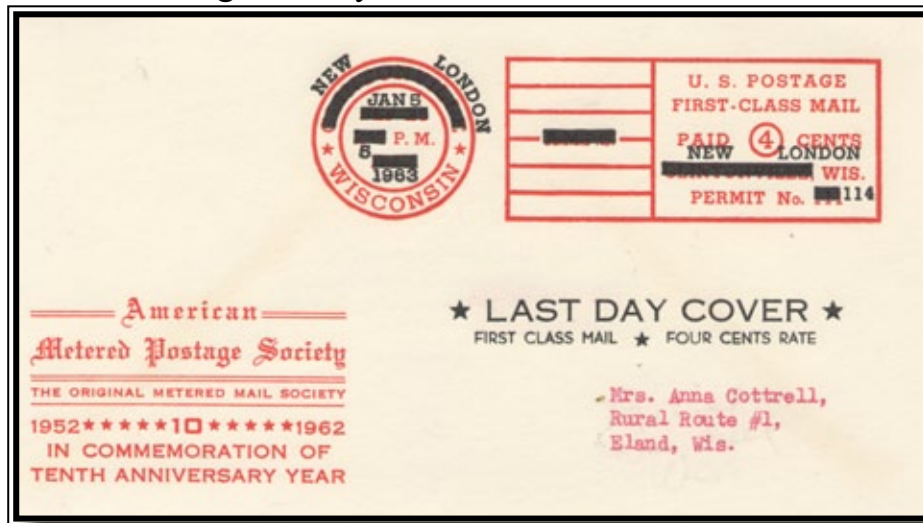 NEW LONDON
JAN 5
P. M.
5
1963
★ WISCONSIN ★
U. S. POSTAGE
FIRST-CLASS MAIL
PAID 4 CENTS
NEW LONDON
WIS.
PERMIT No. 114
American
Metered Postage Society
THE ORIGINAL METERED MAIL SOCIETY
1952★★★★★10★★★★★1962
IN COMMEMORATION OF
TENTH ANNIVERSARY YEAR
★ LAST DAY COVER ★
FIRST CLASS MAIL ★ FOUR CENTS RATE
Mrs. Anna Cottrell,
Rural Route #1,
Eland, Wis.